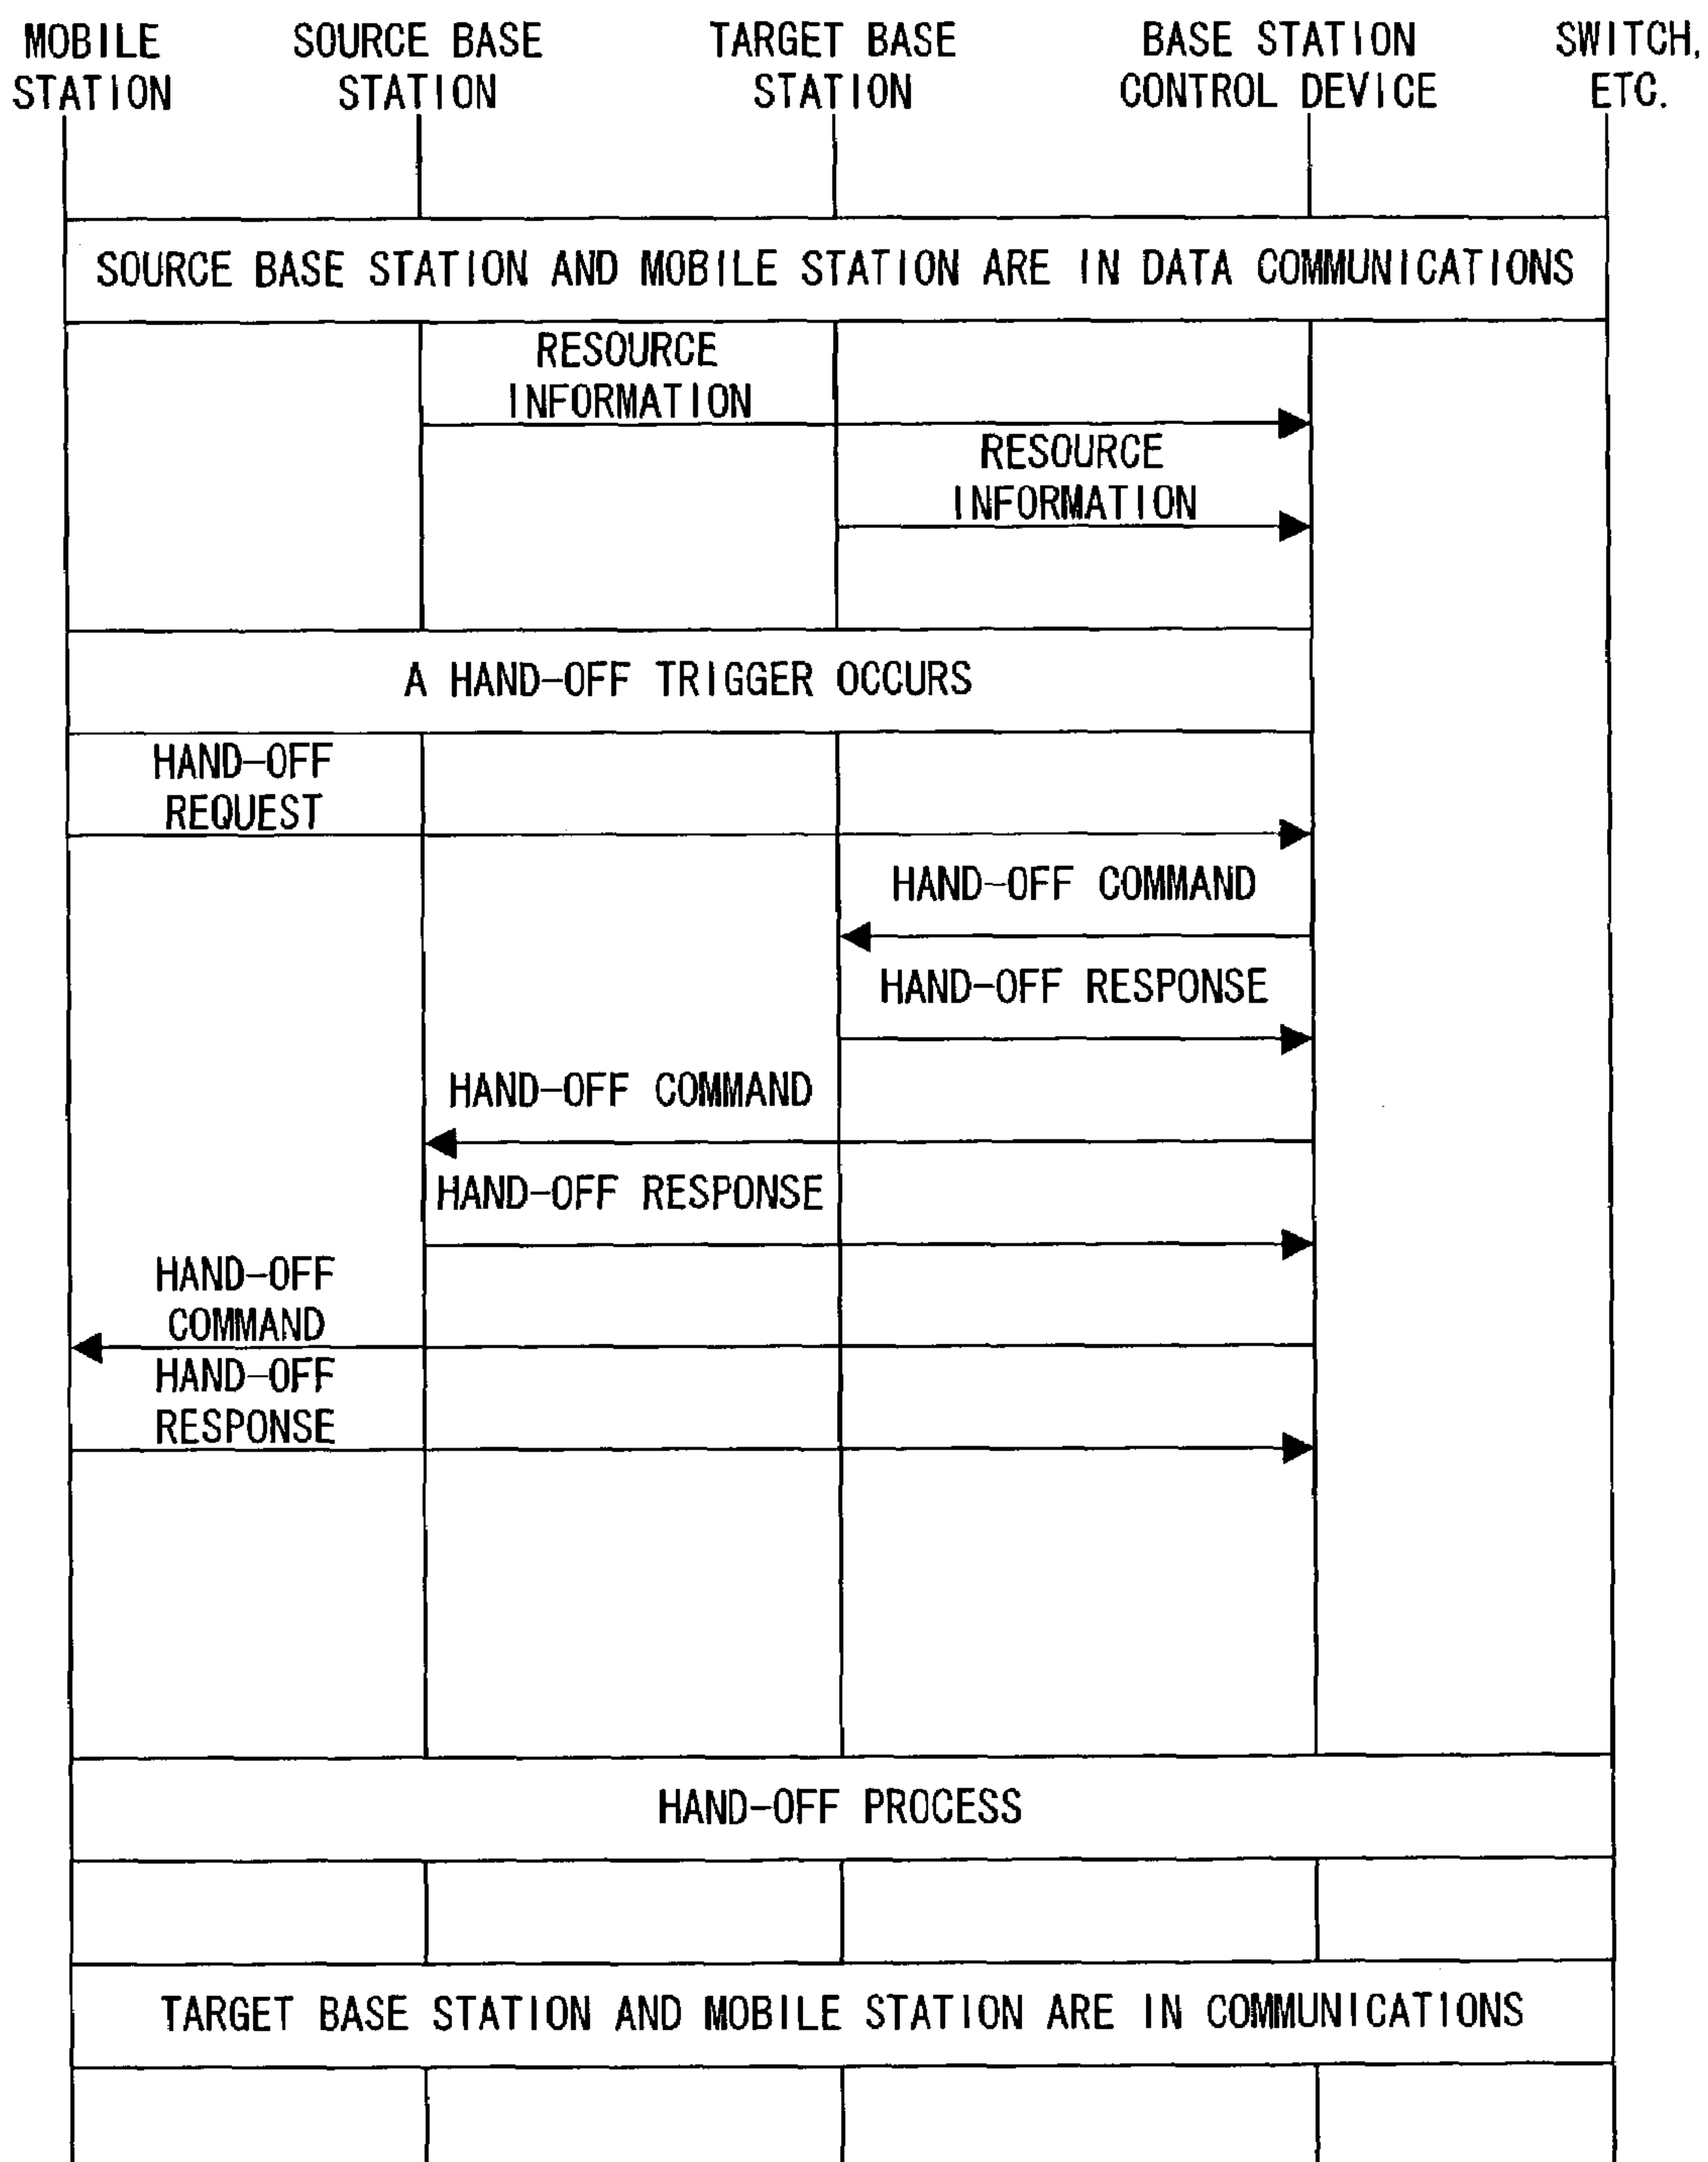 MOBILE
STATION
SOURCE BASE
STATION
TARGET BASE
STATION
BASE STATION
CONTROL DEVICE
SWITCH,
ETC.
SOURCE BASE STATION AND MOBILE STATION ARE IN DATA COMMUNICATIONS
RESOURCE
INFORMATION
RESOURCE
INFORMATION
A HAND-OFF TRIGGER OCCURS
HAND-OFF
REQUEST
HAND-OFF COMMAND
HAND-OFF RESPONSE
HAND-OFF COMMAND
HAND-OFF RESPONSE
HAND-OFF
COMMAND
HAND-OFF
RESPONSE
HAND-OFF PROCESS
TARGET BASE STATION AND MOBILE STATION ARE IN COMMUNICATIONS